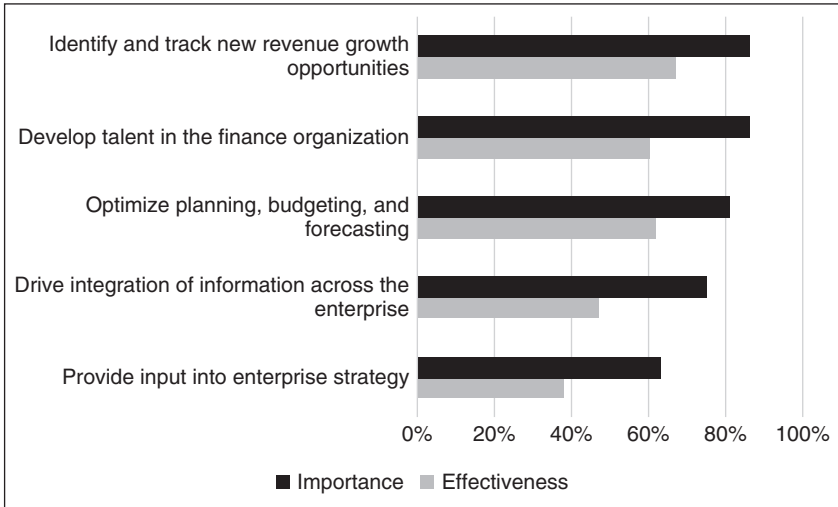 Identify and track new revenue growth
opportunities
Develop talent in the finance organization
Optimize planning, budgeting, and
forecasting
Drive integration of information across the
enterprise
Provide input into enterprise strategy
0% 20% 40% 60% 80% 100%
Importance Effectiveness